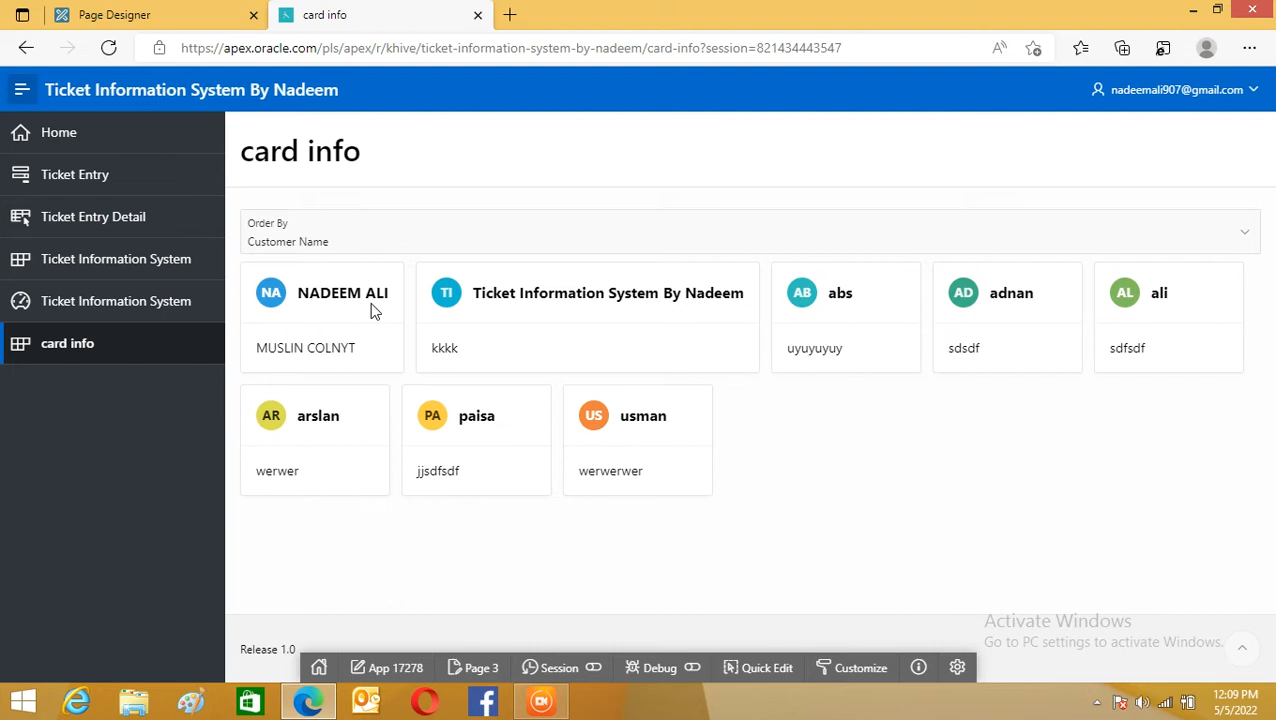 Page Designer
card info
https://apex.oracle.com/pls/apex/r/khive/ticket-information-system-by-nadeem/card-info?session=821434443547
Ticket Information System By Nadeem
nadeemali907@gmail.com
Home
Ticket Entry
Ticket Entry Detail
Ticket Information System
Ticket Information System
card info
card info
Order By
Customer Name
NA NADEEM ALI
MUSLIN COLNYT
TI Ticket Information System By Nadeem
kkkk
AB abs
uyuyuyuy
AD adnan
sdsdf
AL ali
sdfsdf
AR arslan
werwer
PA paisa
jjsdfsdf
US usman
werwerwer
Activate Windows
Go to PC settings to activate Windows.
Release 1.0
App 17278 Page 3 Session Debug Quick Edit Customize
12:09 PM
5/5/2022